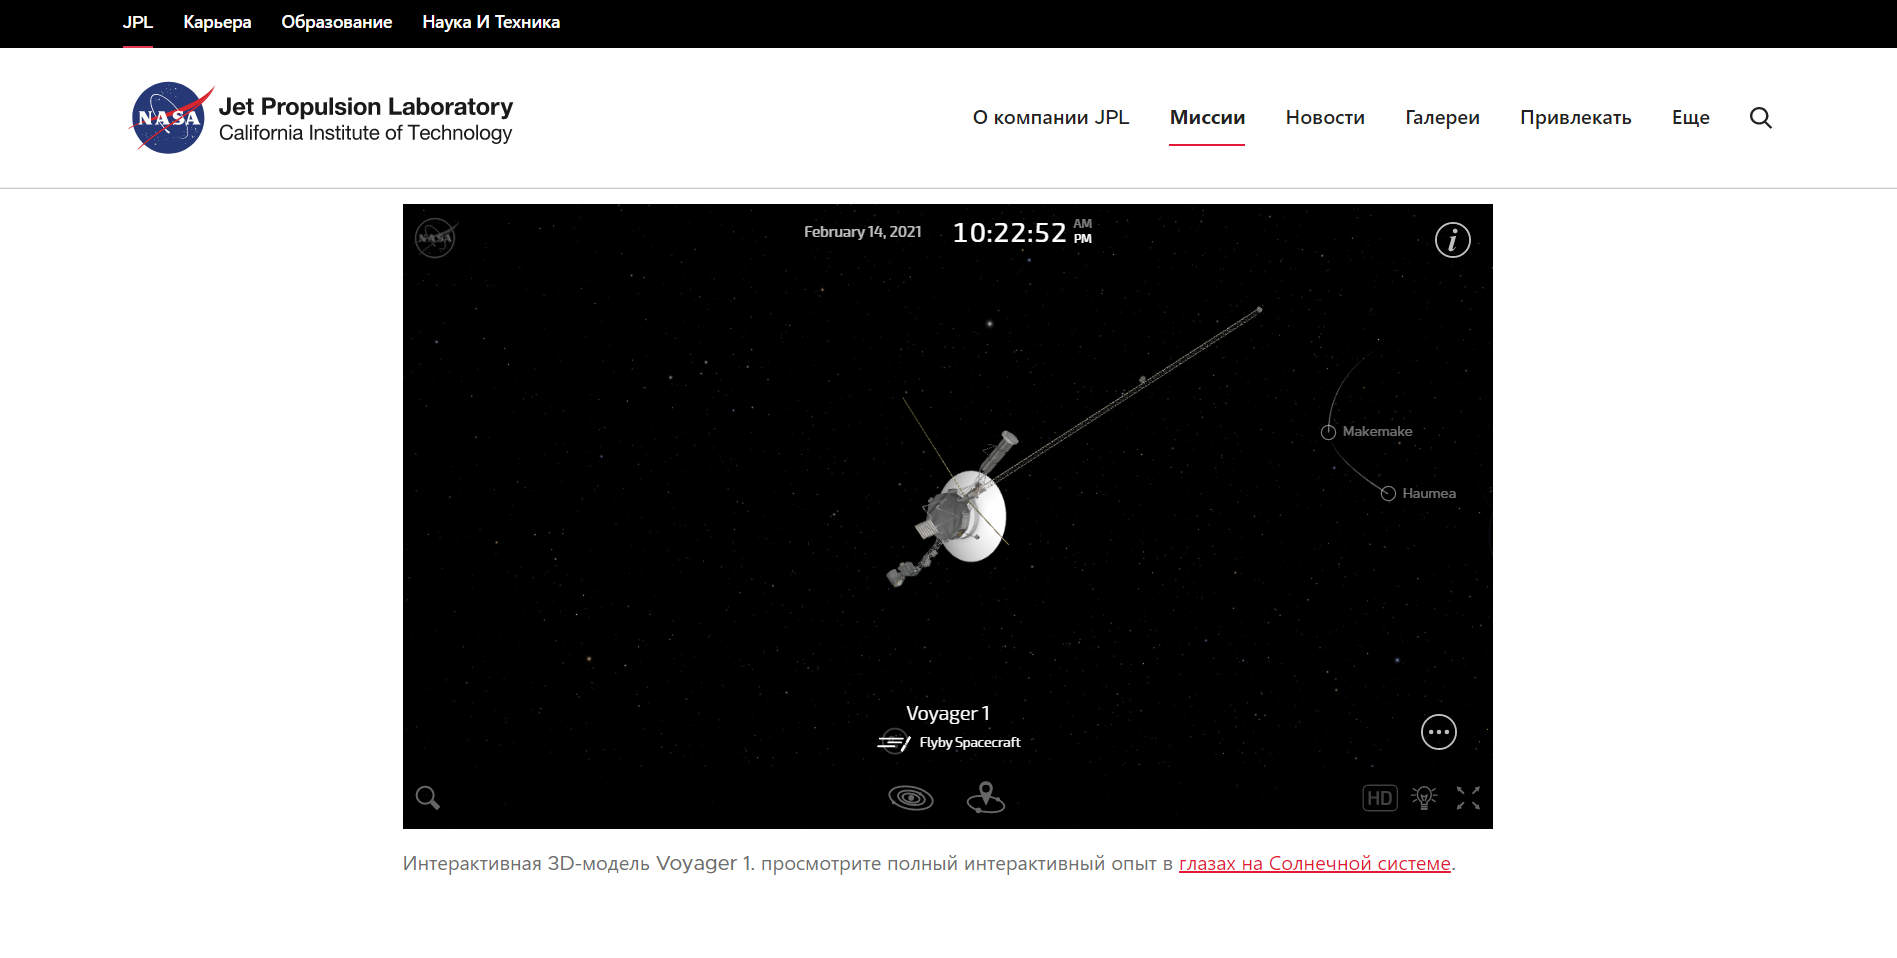 JPL Карьера Образование Наука И Техника
NASA
Jet Propulsion Laboratory
California Institute of Technology
О компании JPL Миссии Новости Галереи Привлекать Еще
NASA
February 14, 2021 10:22:52 AM PM
i
Makemake
Haumea
Voyager 1
Flyby Spacecraft
HD
Интерактивная 3D-модель Voyager 1. просмотрите полный интерактивный опыт в глазах на Солнечной системе.